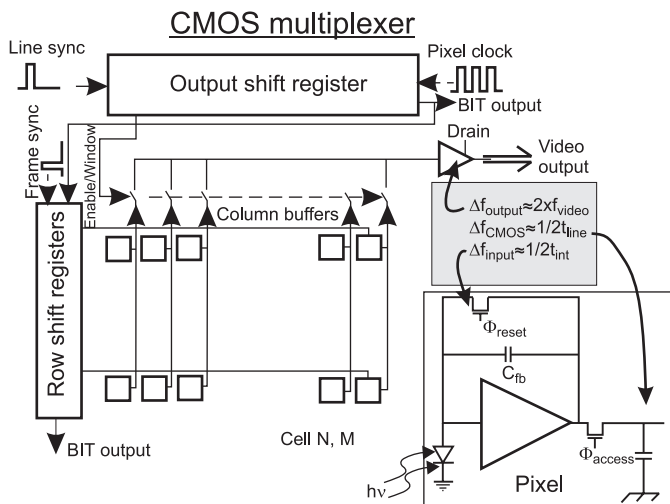 CMOS multiplexer
Line sync
Output shift register
Pixel clock
BIT output
Frame sync
Enable/Window
Drain
Video
output
Column buffers
Row shift registers
Δf_output≈2xf_video
Δf_CMOS≈1/2t_line
Δf_input≈1/2t_int
Φ_reset
C_fb
Cell N, M
BIT output
hν
Φ_access
Pixel